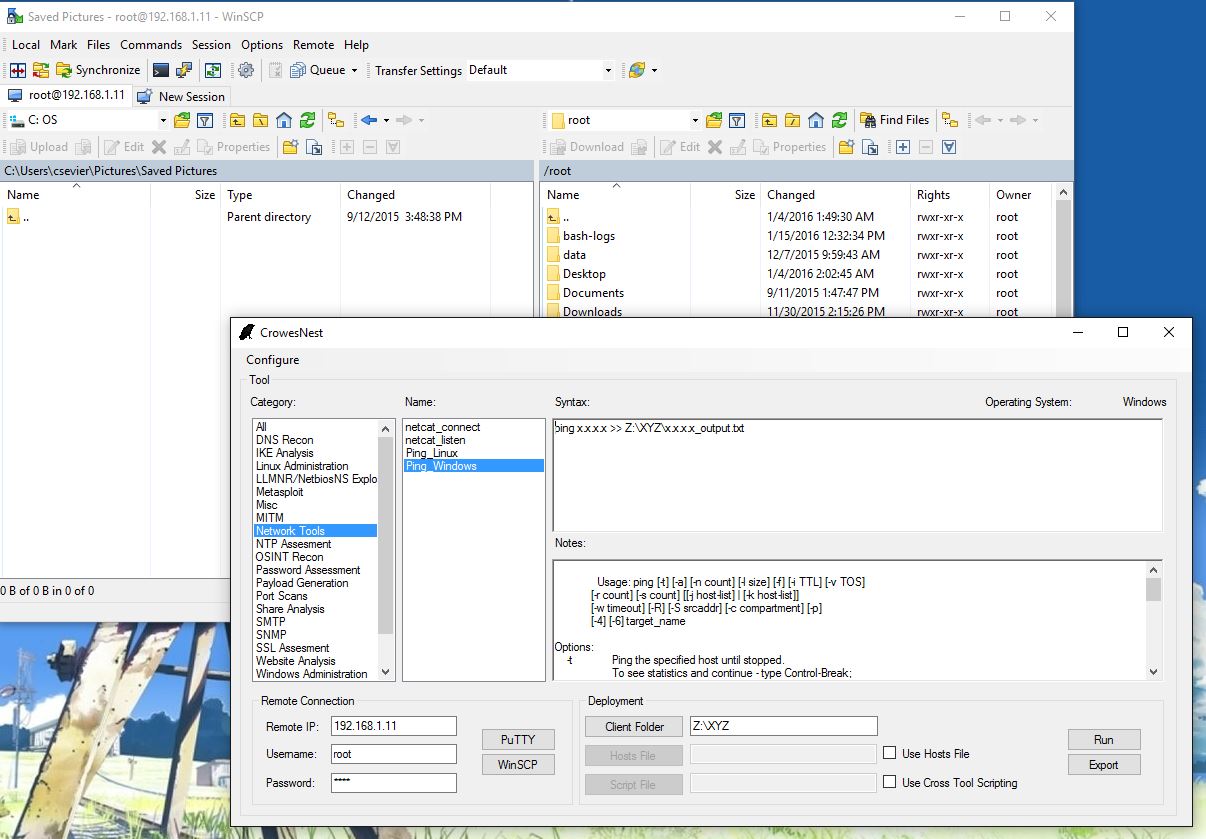 Saved Pictures - root@192.168.1.11 - WinSCP
Local Mark Files Commands Session Options Remote Help
Synchronize Queue Transfer Settings Default
root@192.168.1.11 New Session
C: OS root Find Files
Upload Edit Properties Download Edit Properties
C:\Users\csevier\Pictures\Saved Pictures /root
Name Size Type Changed Name Size Changed Rights Owner
.. Parent directory 9/12/2015 3:48:38 PM .. 1/4/2016 1:49:30 AM rwxr-xr-x root
bash-logs 1/15/2016 12:32:34 PM rwxr-xr-x root
data 12/7/2015 9:59:43 AM rwxr-xr-x root
Desktop 1/4/2016 2:02:45 AM rwxr-xr-x root
Documents 9/11/2015 1:47:47 PM rwxr-xr-x root
Downloads 11/30/2015 2:15:26 PM rwxr-xr-x root
0 B of 0 B in 0 of 0
CrowesNest
Configure
Tool
Category: Name: Syntax: Operating System: Windows
All
DNS Recon
IKE Analysis
Linux Administration
LLMNR/NetbiosNS Explo
Metasploit
Misc
MITM
Network Tools
NTP Assesment
OSINT Recon
Password Assessment
Payload Generation
Port Scans
Share Analysis
SMTP
SNMP
SSL Assesment
Website Analysis
Windows Administration
netcat_connect
netcat_listen
Ping_Linux
Ping_Windows
ping x.x.x.x >> Z:\XYZ\x.x.x.x_output.txt
Notes:
Usage: ping [-t] [-a] [-n count] [-l size] [-f] [-i TTL] [-v TOS]
[-r count] [-s count] [[-j host-list] | [-k host-list]]
[-w timeout] [-R] [-S srcaddr] [-c compartment] [-p]
[-4] [-6] target_name
Options:
-t Ping the specified host until stopped.
To see statistics and continue - type Control-Break;
Remote Connection
Remote IP: 192.168.1.11
Username: root
Password: ****
PuTTY
WinSCP
Deployment
Client Folder Z:\XYZ
Hosts File Use Hosts File
Script File Use Cross Tool Scripting
Run
Export